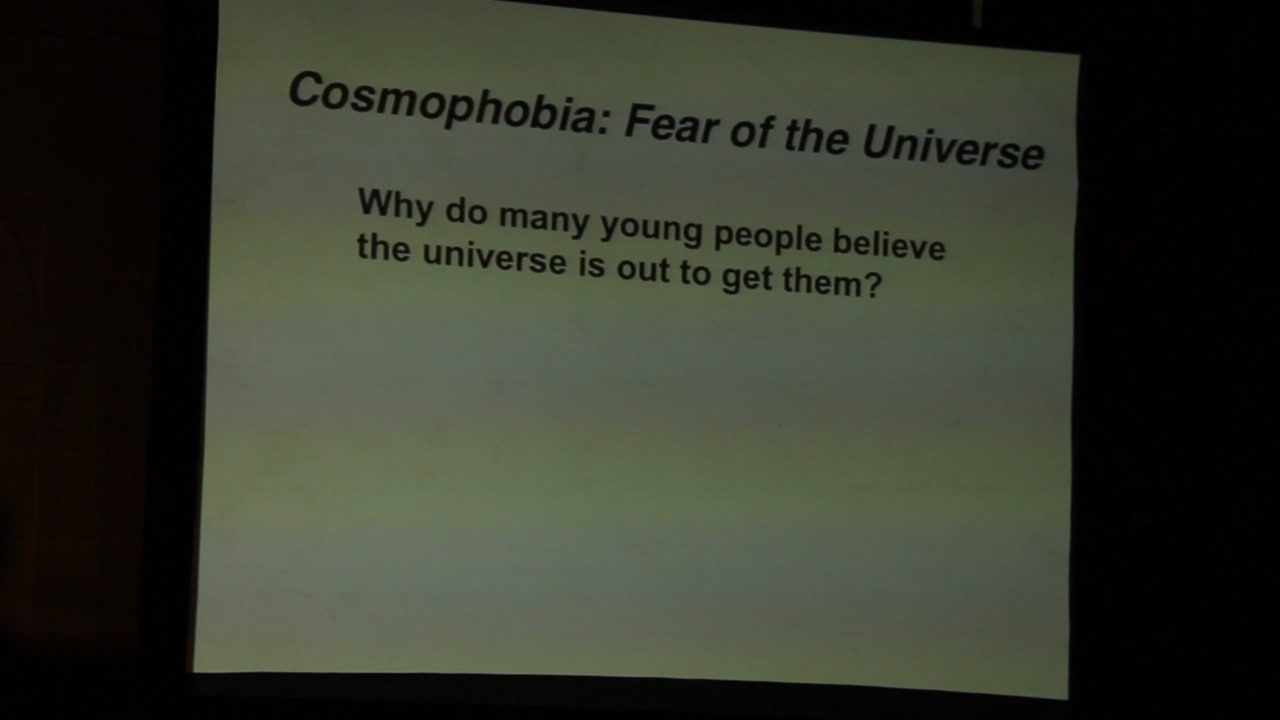 Cosmophobia: Fear of the Universe
Why do many young people believe
the universe is out to get them?